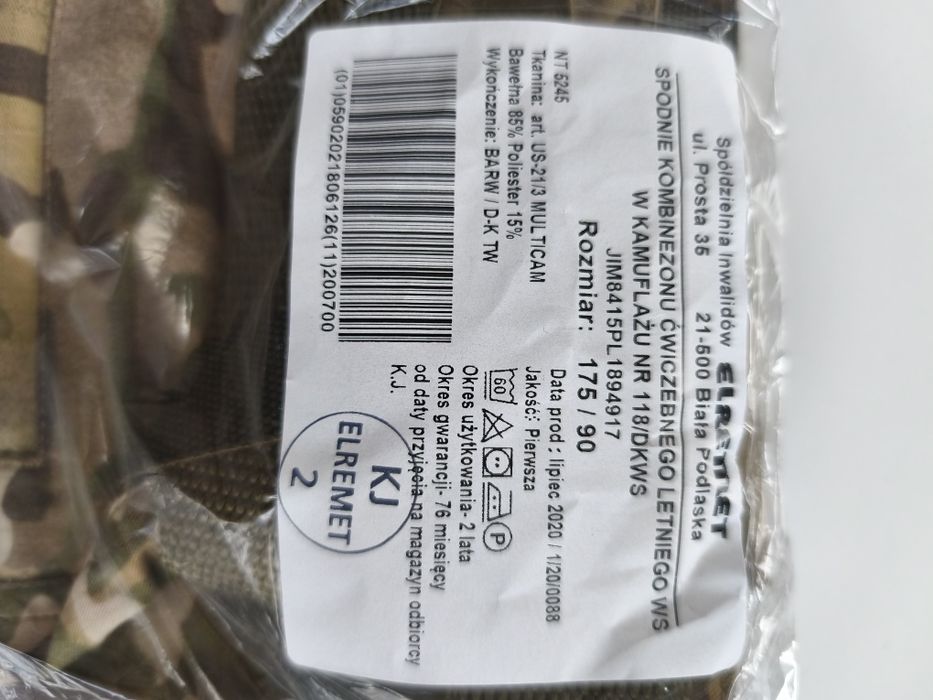 Spółdzielnia Inwalidów ELREMET
ul. Prosta 35 21-500 Biała Podlaska
SPODNIE KOMBINEZONU ĆWICZEBNEGO LETNIEGO WS
W KAMUFLAŻU NR 118/DKWS
JIM8415PL1894917
Rozmiar: 175 / 90
NT 5245
Tkanina: art. US-21/3 MULTICAM
Bawełna 85% Poliester 15%
Wykończenie: BARW / D-K TW
(01)05902021806126(11)200700
Data prod : lipiec 2020 / 1/20/0088
Jakość: Pierwsza
60 P
Okres użytkowania- 2 lata
Okres gwarancji- 76 miesięcy
od daty przyjęcia na magazyn odbiorcy
K.J.
KJ
ELREMET
2